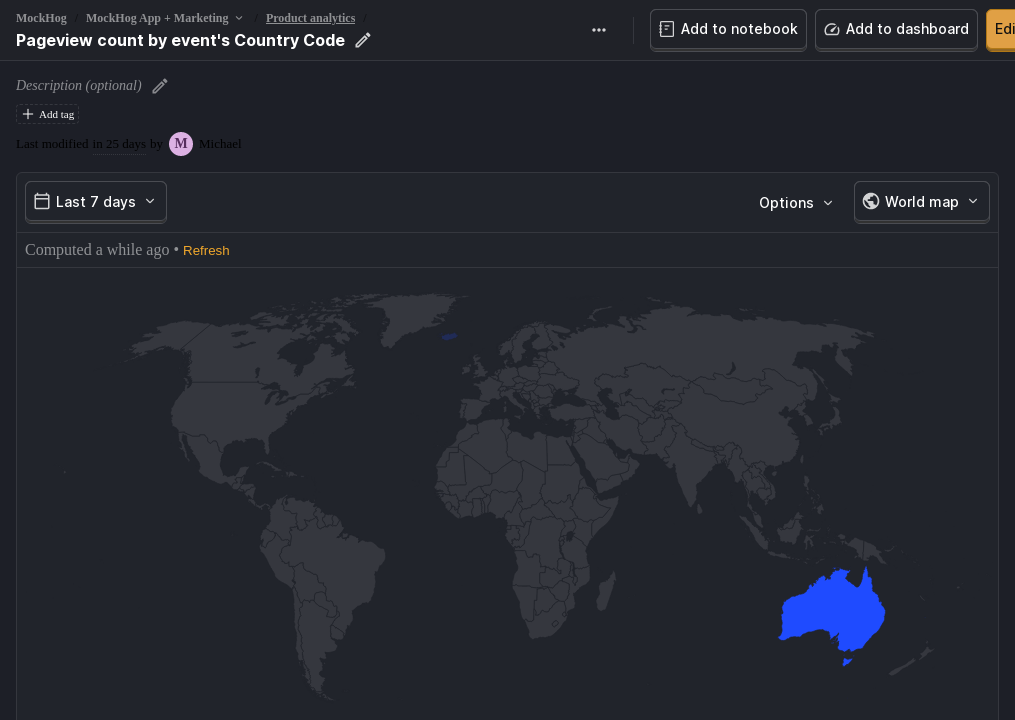 MockHog / MockHog App + Marketing / Product analytics /
Pageview count by event's Country Code
Add to notebook
Add to dashboard
Edi
Description (optional)
Add tag
Last modified in 25 days by M Michael
Last 7 days
Options
World map
Computed a while ago • Refresh